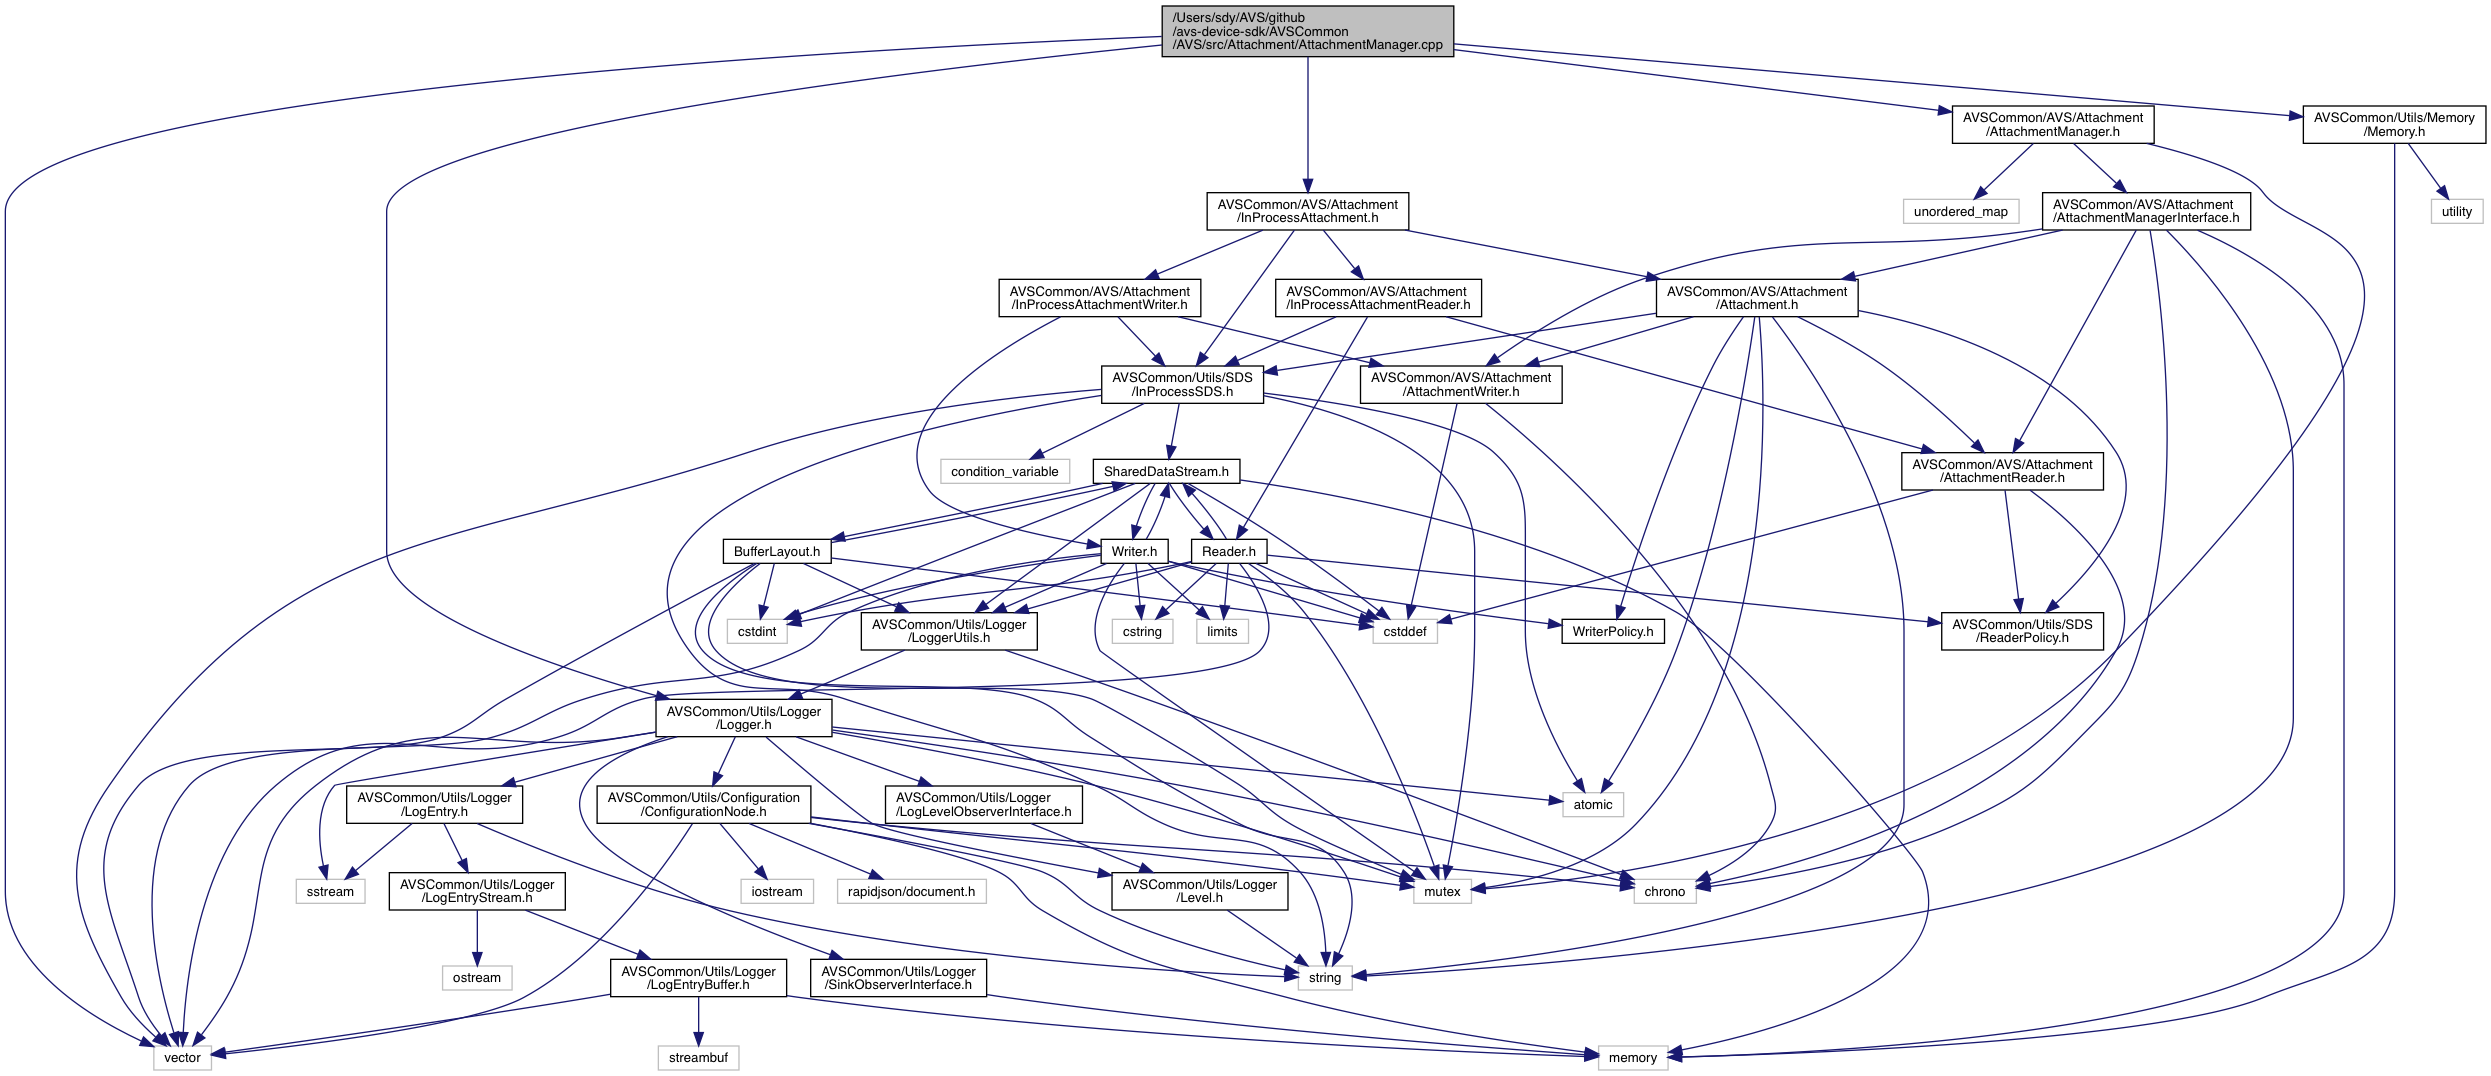 /Users/sdy/AVS/github
/avs-device-sdk/AVSCommon
/AVS/src/Attachment/AttachmentManager.cpp
AVSCommon/AVS/Attachment
/AttachmentManager.h
AVSCommon/Utils/Memory
/Memory.h
AVSCommon/AVS/Attachment
/InProcessAttachment.h
unordered_map
AVSCommon/AVS/Attachment
/AttachmentManagerInterface.h
utility
AVSCommon/AVS/Attachment
/InProcessAttachmentWriter.h
AVSCommon/AVS/Attachment
/InProcessAttachmentReader.h
AVSCommon/AVS/Attachment
/Attachment.h
AVSCommon/Utils/SDS
/InProcessSDS.h
AVSCommon/AVS/Attachment
/AttachmentWriter.h
condition_variable
SharedDataStream.h
AVSCommon/AVS/Attachment
/AttachmentReader.h
BufferLayout.h
Writer.h
Reader.h
cstdint
AVSCommon/Utils/Logger
/LoggerUtils.h
cstring
limits
cstddef
WriterPolicy.h
AVSCommon/Utils/SDS
/ReaderPolicy.h
AVSCommon/Utils/Logger
/Logger.h
AVSCommon/Utils/Logger
/LogEntry.h
AVSCommon/Utils/Configuration
/ConfigurationNode.h
AVSCommon/Utils/Logger
/LogLevelObserverInterface.h
atomic
sstream
AVSCommon/Utils/Logger
/LogEntryStream.h
iostream
rapidjson/document.h
AVSCommon/Utils/Logger
/Level.h
mutex
chrono
ostream
AVSCommon/Utils/Logger
/LogEntryBuffer.h
AVSCommon/Utils/Logger
/SinkObserverInterface.h
string
vector
streambuf
memory